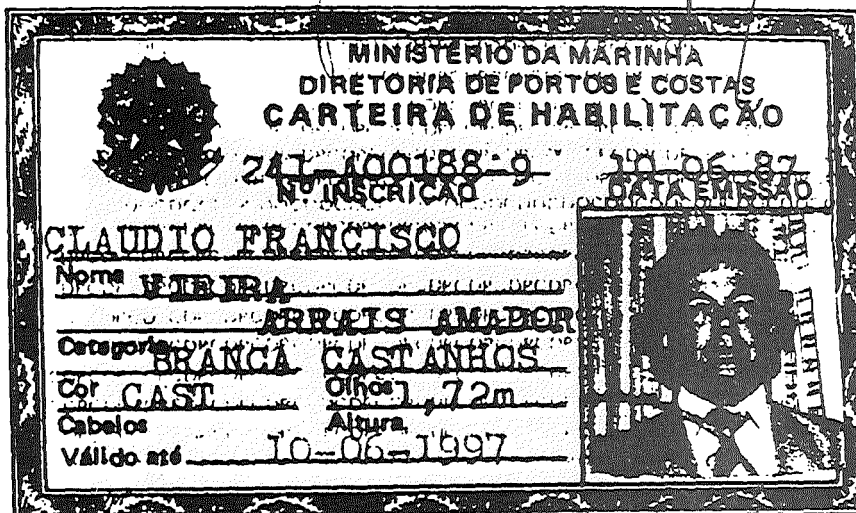 MINISTÉRIO DA MARINHA
DIRETORIA DE PORTOS E COSTAS
CARTEIRA DE HABILITAÇÃO
241-A00188-9 10 06 87
Nº INSCRIÇÃO DATA EMISSÃO
CLAUDIO FRANCISCO
Nome VIEIRA
ARRAIS AMADOR
Categoria
BRANCA CASTANHOS
Cor CAST Olhos 1,72m
Cabelos Altura
Válido até 10-06-1997